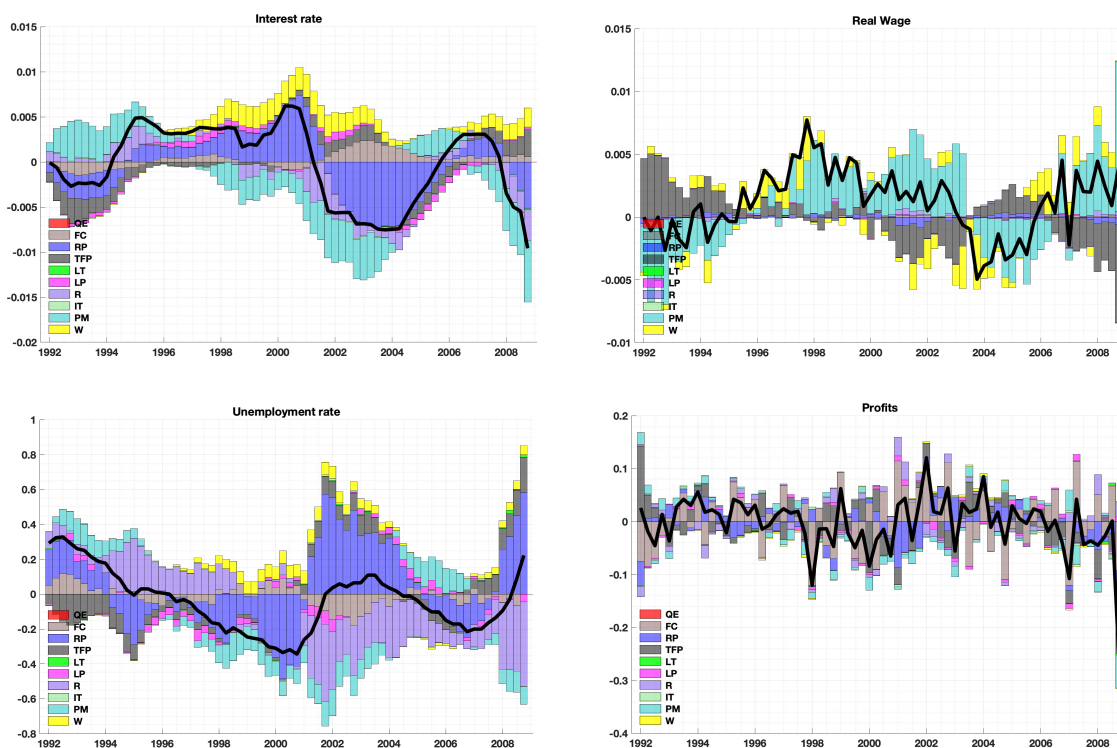 Interest rate
0.015
0.01
0.005
0
-0.005
-0.01
-0.015
-0.02
QE
FC
RP
TFP
LT
LP
R
IT
PM
W
1992 1994 1996 1998 2000 2002 2004 2006 2008
Real Wage
0.015
0.01
0.005
0
-0.005
-0.01
QE
FC
RP
TFP
LT
LP
R
IT
PM
W
1992 1994 1996 1998 2000 2002 2004 2006 2008
Unemployment rate
1
0.8
0.6
0.4
0.2
0
-0.2
-0.4
-0.6
-0.8
QE
FC
RP
TFP
LT
LP
R
IT
PM
W
1992 1994 1996 1998 2000 2002 2004 2006 2008
Profits
0.2
0.1
0
-0.1
-0.2
-0.3
-0.4
QE
FC
RP
TFP
LT
LP
R
IT
PM
W
1992 1994 1996 1998 2000 2002 2004 2006 2008